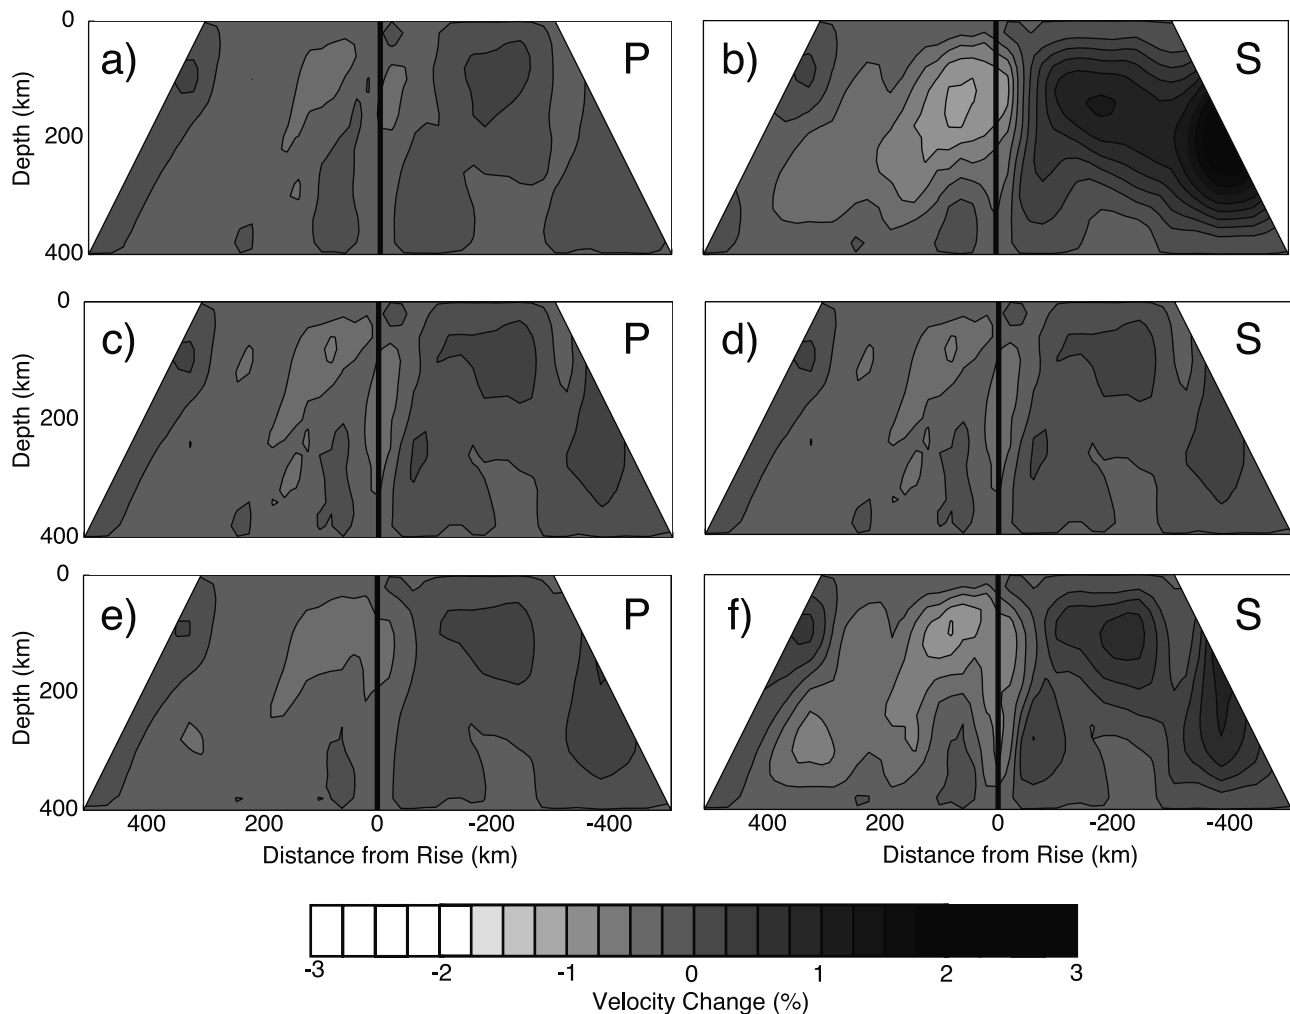 0
200
400
Depth (km)
a)
P
b)
S
0
200
400
Depth (km)
c)
P
d)
S
0
200
400
Depth (km)
e)
P
f)
S
400 200 0 -200 -400
400 200 0 -200 -400
Distance from Rise (km)
Distance from Rise (km)
-3 -2 -1 0 1 2 3
Velocity Change (%)